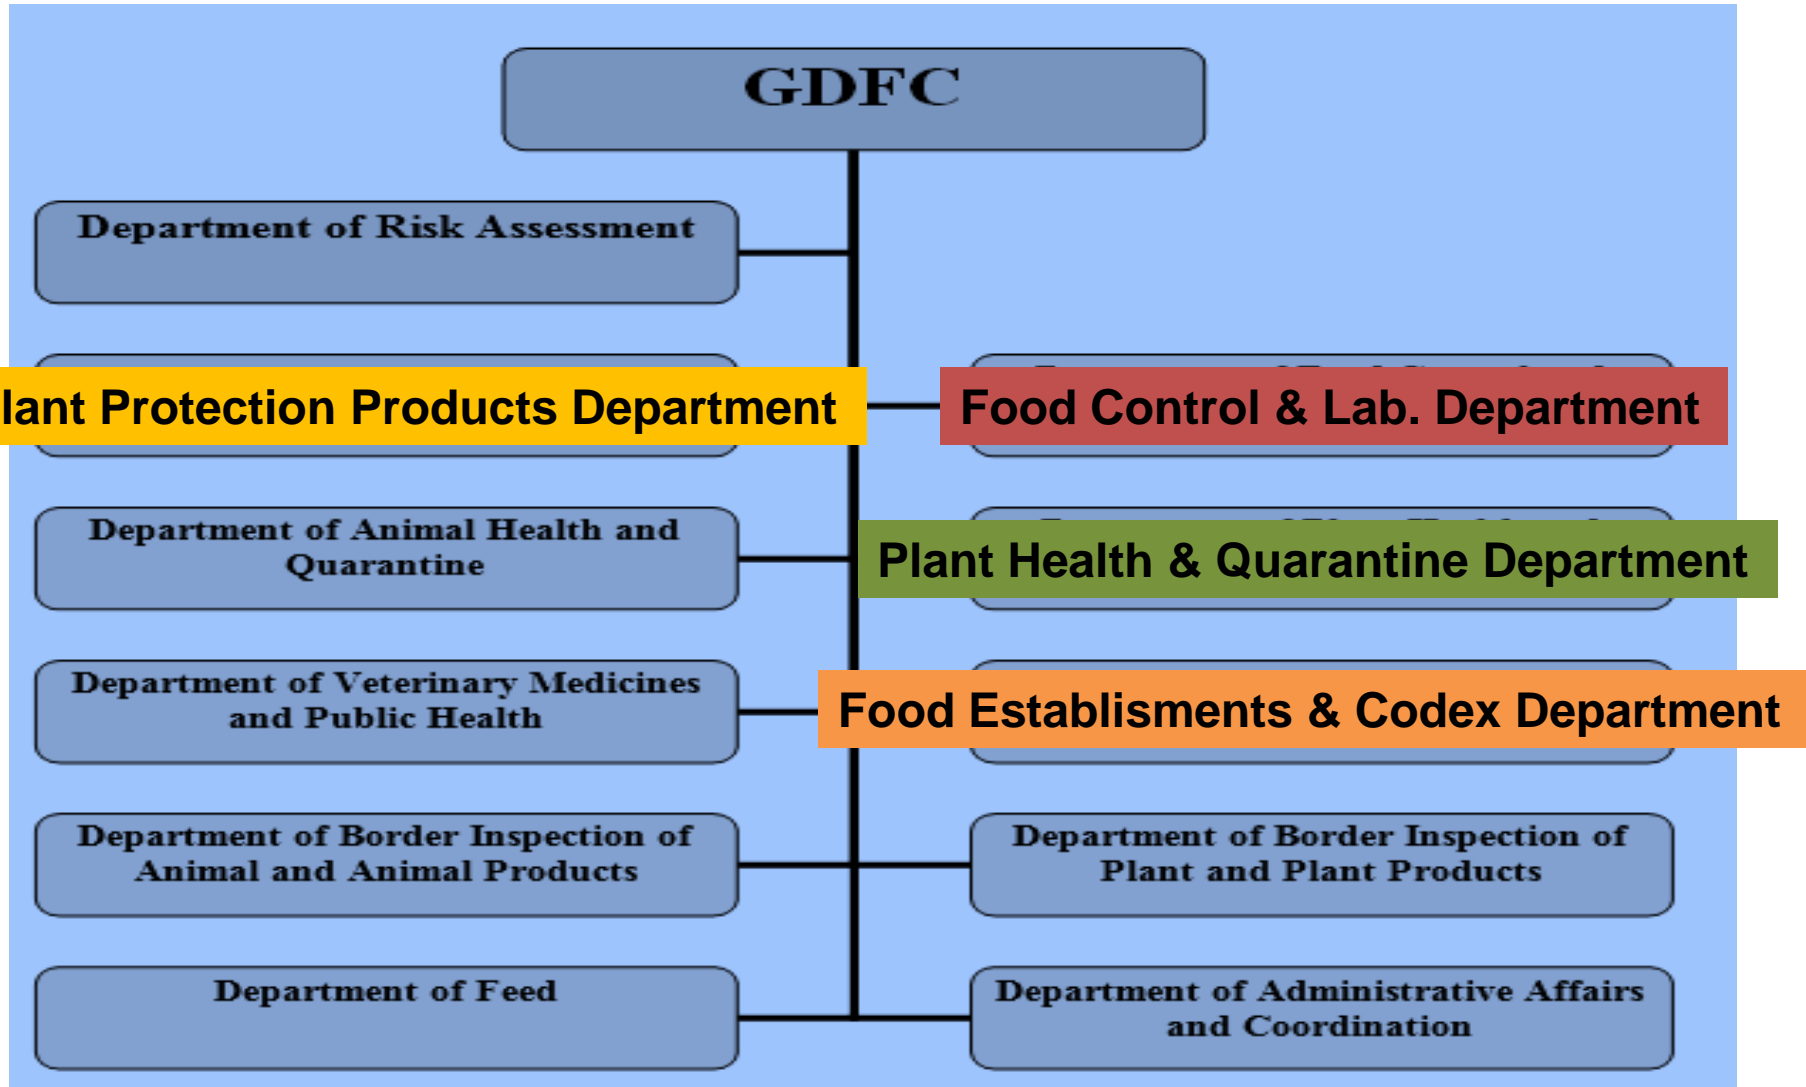 GDFC
Department of Risk Assessment
lant Protection Products Department
Food Control & Lab. Department
Department of Animal Health and
Quarantine
Plant Health & Quarantine Department
Department of Veterinary Medicines
and Public Health
Food Establisments & Codex Department
Department of Border Inspection of
Animal and Animal Products
Department of Border Inspection of
Plant and Plant Products
Department of Feed
Department of Administrative Affairs
and Coordination